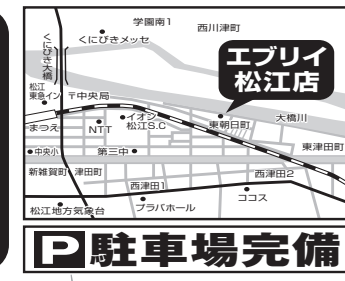 学園南1
西川津町
くにびきメッセ
くにびき大橋
エブリイ
松江店
松江
東急イン
〒中央局
イオン
松江S.C
東朝日町
大橋川
まつえ
NTT
東津田町
中央小
第三中
新雑賀町
津田町
西津田1
西津田2
松江地方気象台
プラバホール
ココス
P駐車場完備